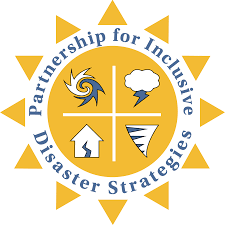 Partnership for Inclusive
Disaster Strategies